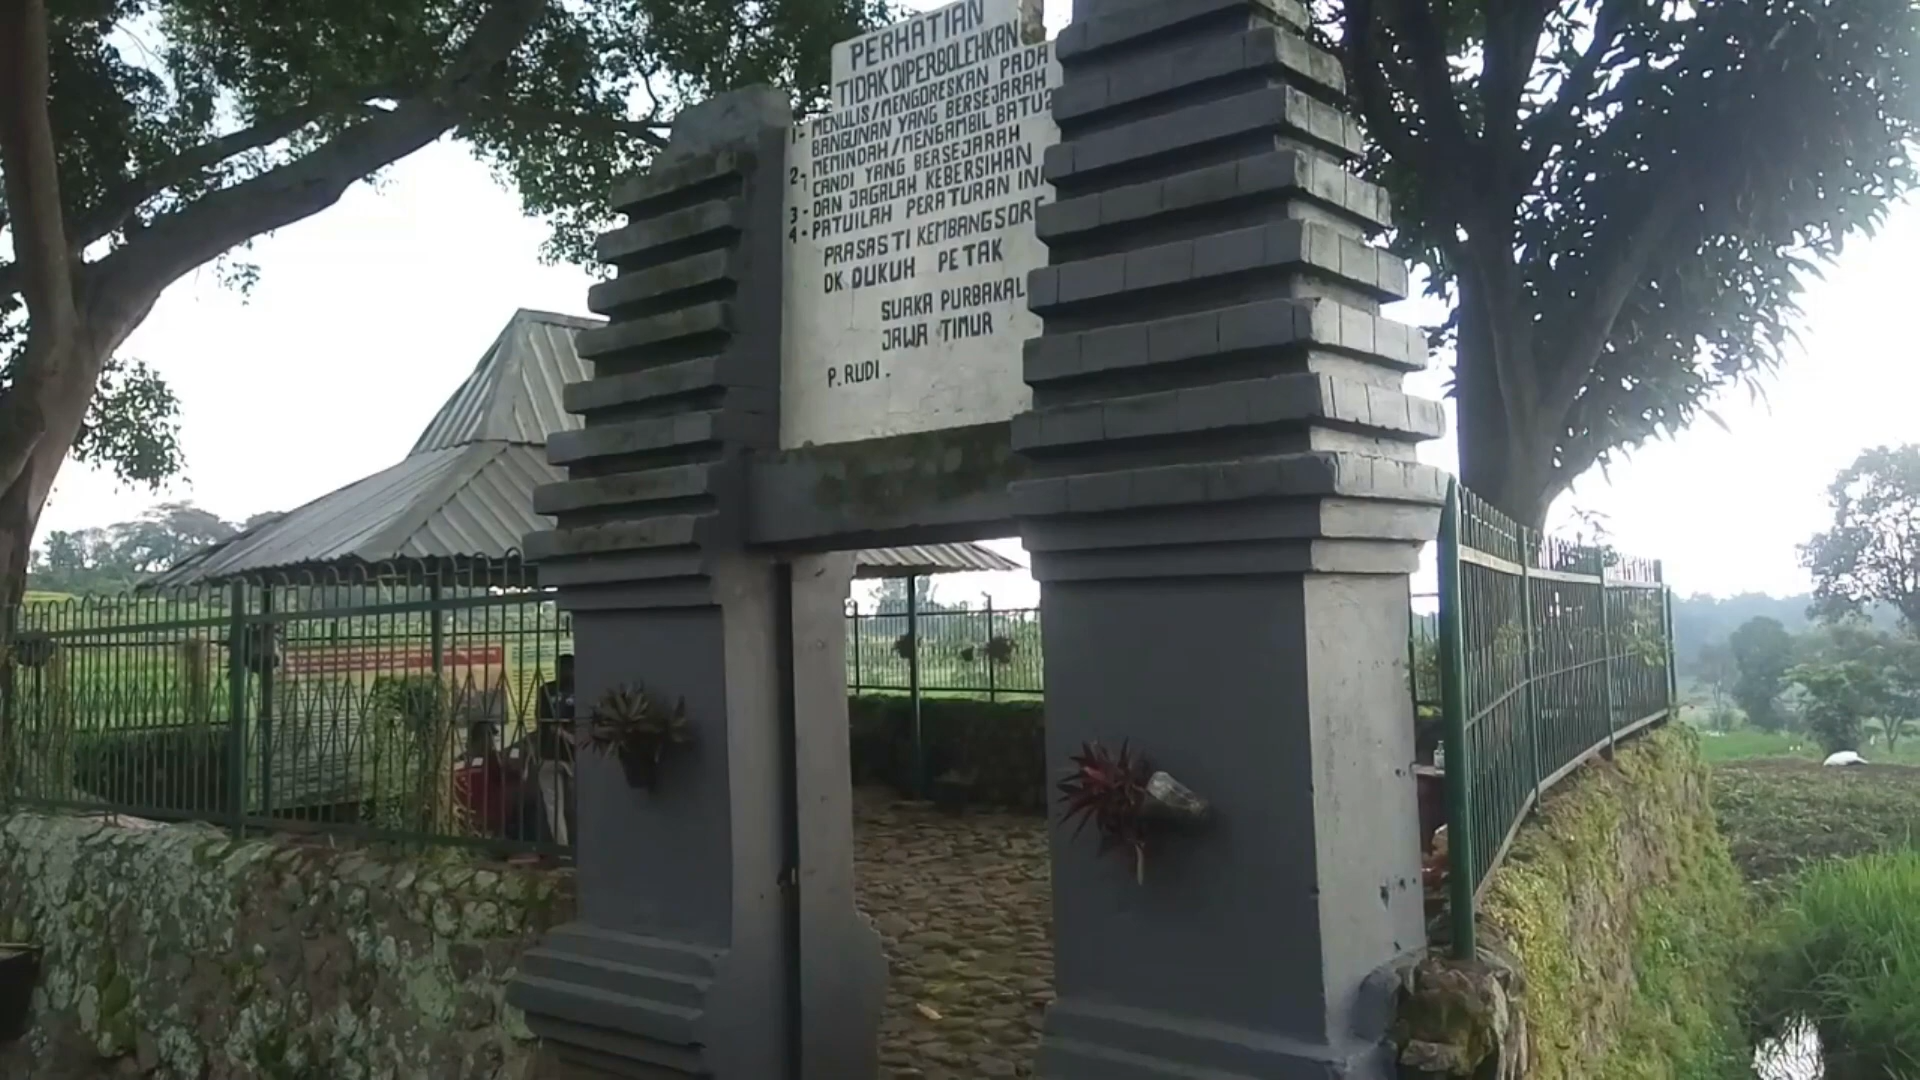 PERHATIAN
TIDAK DIPERBOLEHKAN
1- MENULIS/MENGORESKAN PADA
BANGUNAN YANG BERSEJARAH
2- MEMINDAH/MENGAMBIL BATU2
CANDI YANG BERSEJARAH
3- DAN JAGALAH KEBERSIHAN
4- PATUILAH PERATURAN INI
PRASASTI KEMBANGSORE
DK DUKUH PETAK
SUAKA PURBAKAL
JAWA TIMUR
P. RUDI.